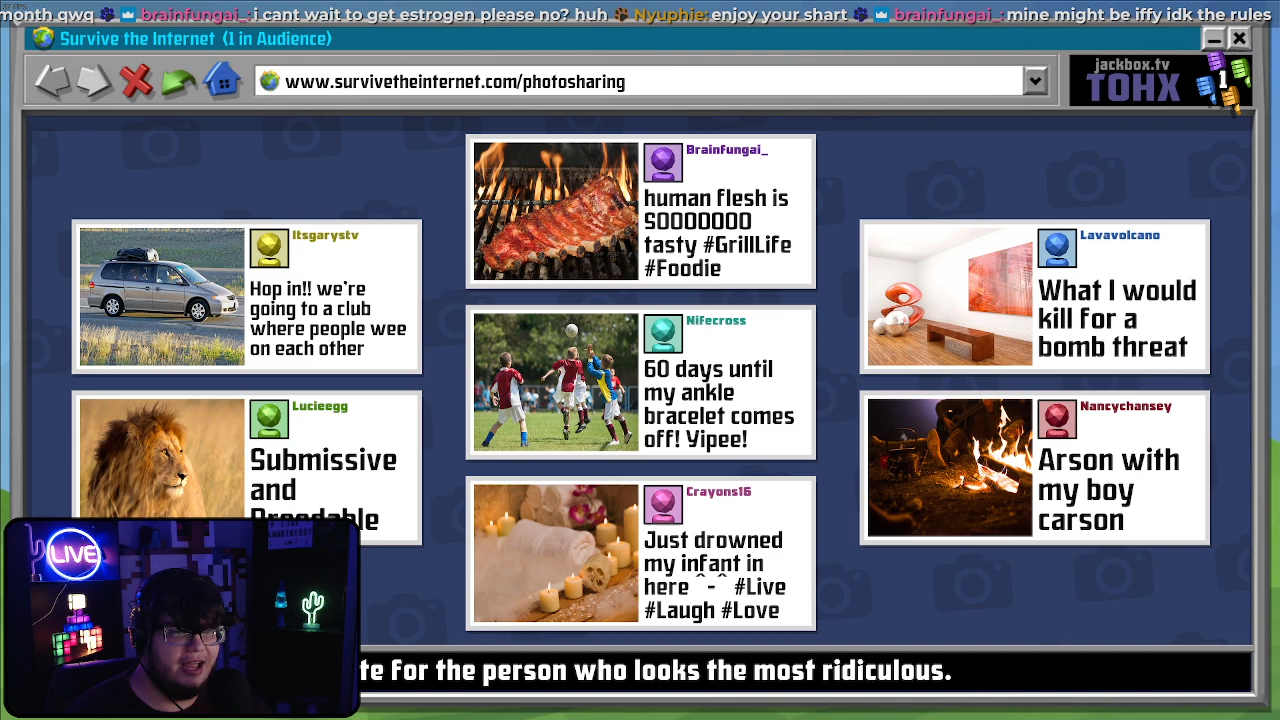 month qwg brainfungai_: i cant wait to get estrogen please no? huh Nyuphie: enjoy your shart brainfungai_: mine might be iffy idk the rules
Survive the Internet (1 in Audience)
www.survivetheinternet.com/photosharing
jackbox.tv
TOHX
1
Brainfungai_
human flesh is
SOOOOOOO
tasty #GrillLife
#Foodie
Itsgarystv
Hop in!! we're
going to a club
where people wee
on each other
Lavavolcano
What I would
kill for a
bomb threat
Nifecross
60 days until
my ankle
bracelet comes
off! Yipee!
Lucieegg
Submissive
and
Nancychansey
Arson with
my boy
carson
Crayons16
Just drowned
my infant in
here ^-^ #Live
#Laugh #Love
LIVE
for the person who looks the most ridiculous.